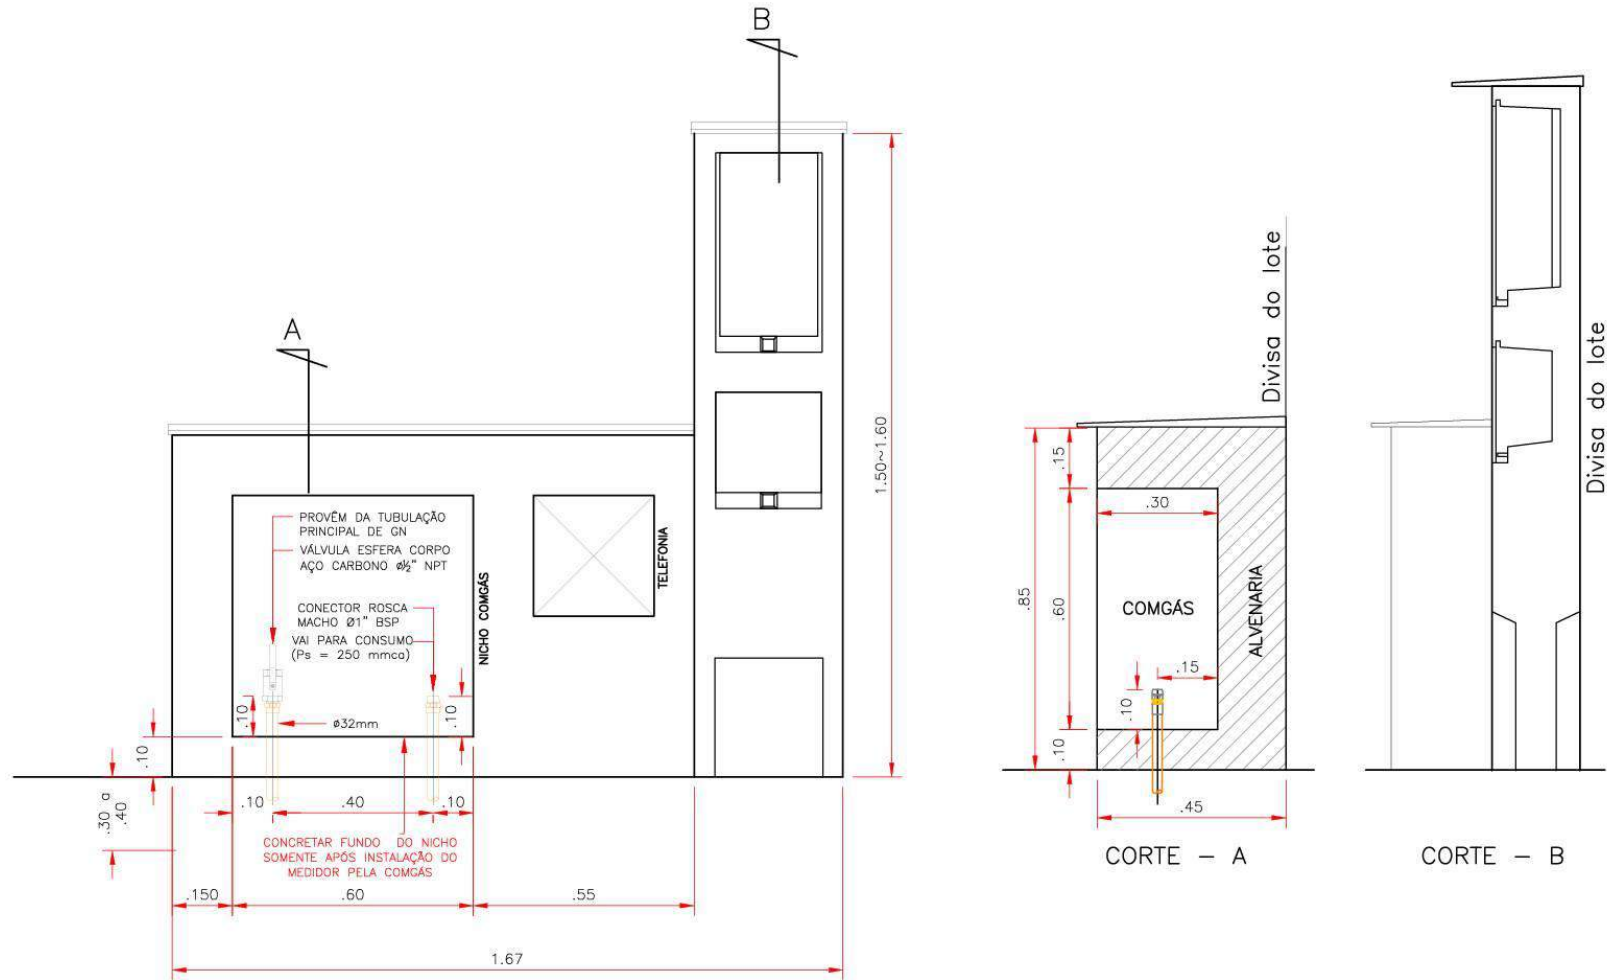 B
A
PROVÊM DA TUBULAÇÃO
PRINCIPAL DE GN
VÁLVULA ESFERA CORPO
AÇO CARBONO ø½" NPT
CONECTOR ROSCA
MACHO Ø1" BSP
VAI PARA CONSUMO
(Ps = 250 mmca)
NICHO COMGÁS
TELEFONIA
ø32mm
.10
.10
.10
.30 a
.40
.10
.40
.10
CONCRETAR FUNDO DO NICHO
SOMENTE APÓS INSTALAÇÃO DO
MEDIDOR PELA COMGÁS
.150
.60
.55
1.67
1.50~1.60
Divisa do lote
.15
.30
.85
.60
COMGÁS
ALVENARIA
.15
.10
.10
.45
CORTE – A
Divisa do lote
CORTE – B